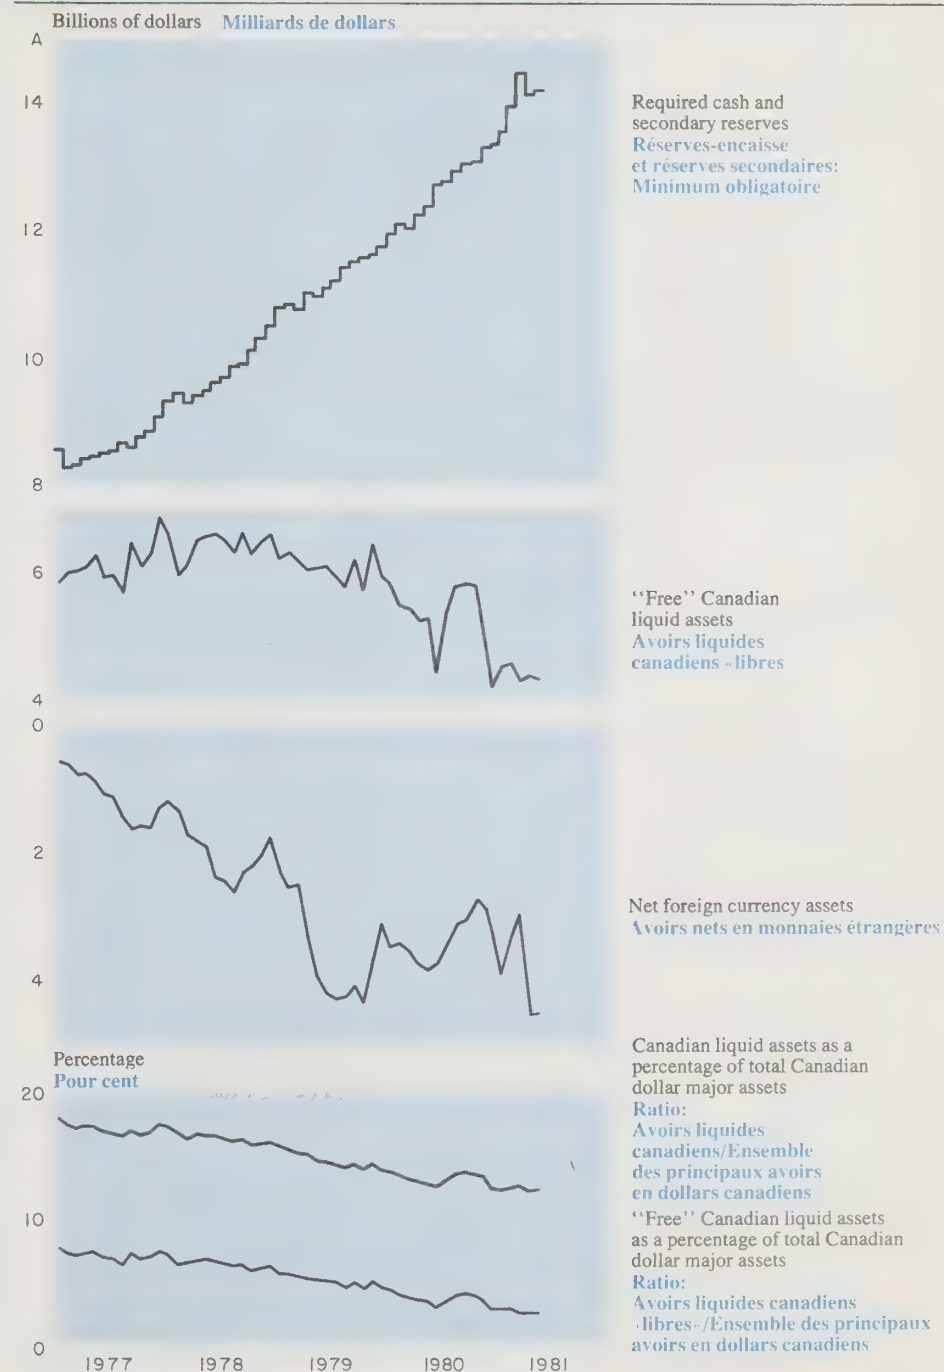 Billions of dollars Milliards de dollars
A
14
12
10
8
Required cash and
secondary reserves
Réserves-encaisse
et réserves secondaires:
Minimum obligatoire
6
4
"Free" Canadian
liquid assets
Avoirs liquides
canadiens «libres
0
2
4
Net foreign currency assets
Avoirs nets en monnaies étrangères
Percentage
Pour cent
20
10
0
Canadian liquid assets as a
percentage of total Canadian
dollar major assets
Ratio:
Avoirs liquides
canadiens/Ensemble
des principaux avoirs
en dollars canadiens
"Free" Canadian liquid assets
as a percentage of total Canadian
dollar major assets
Ratio:
Avoirs liquides canadiens
«libres»/Ensemble des principaux
avoirs en dollars canadiens
1977 1978 1979 1980 1981